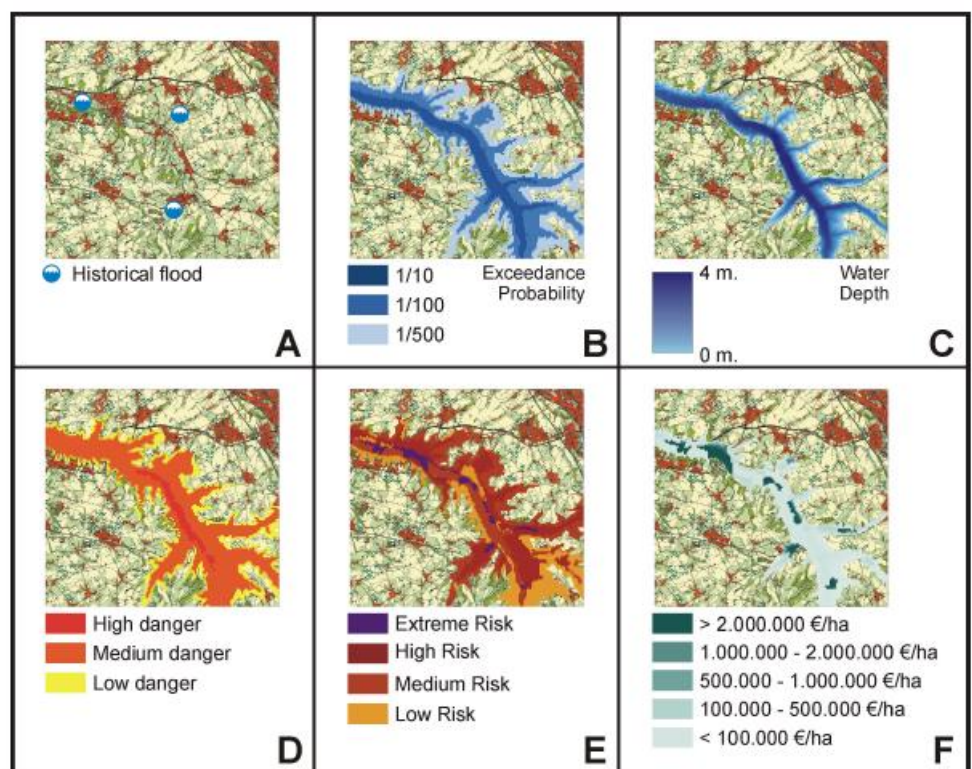 Historical flood
A
1/10
1/100
1/500
Exceedance
Probability
B
4 m.
0 m.
Water
Depth
C
High danger
Medium danger
Low danger
D
Extreme Risk
High Risk
Medium Risk
Low Risk
E
> 2.000.000 €/ha
1.000.000 - 2.000.000 €/ha
500.000 - 1.000.000 €/ha
100.000 - 500.000 €/ha
< 100.000 €/ha
F